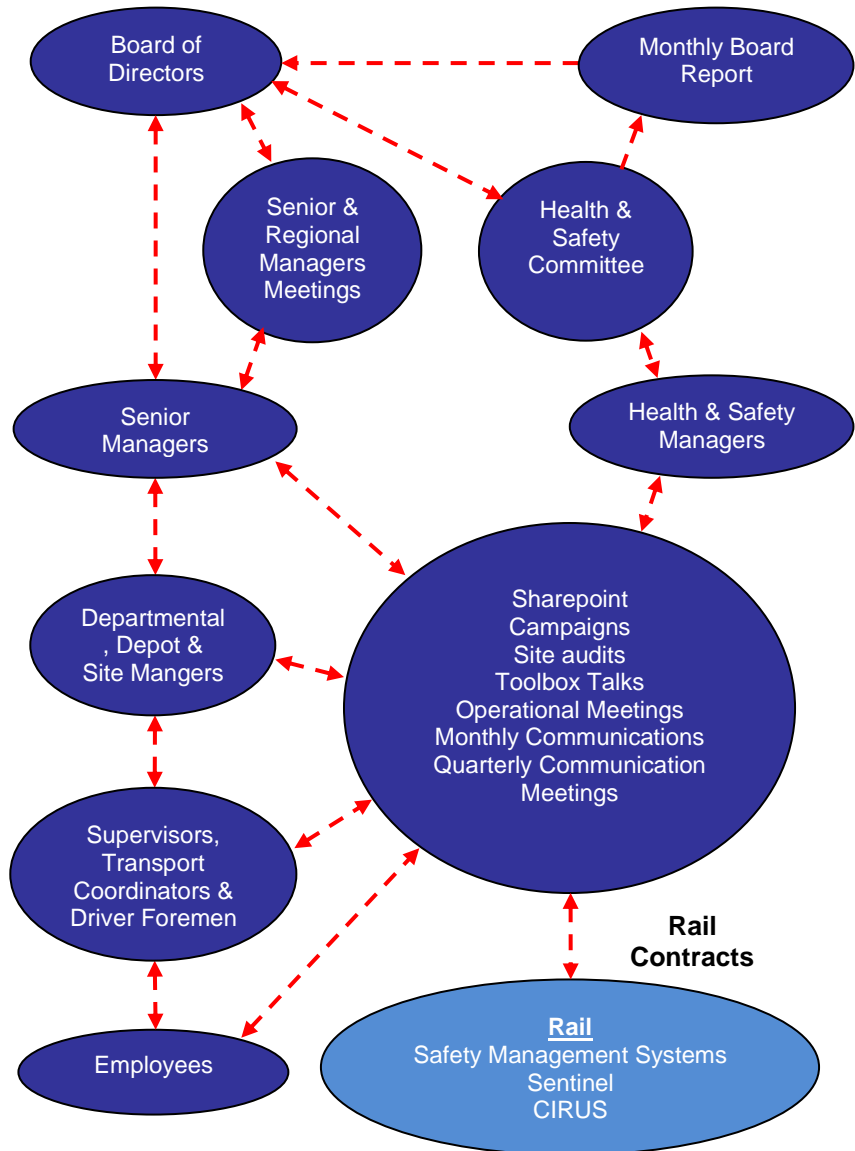 Board of
Directors
Monthly Board
Report
Senior &
Regional
Managers
Meetings
Health &
Safety
Committee
Senior
Managers
Health & Safety
Managers
Departmental
, Depot &
Site Mangers
Sharepoint
Campaigns
Site audits
Toolbox Talks
Operational Meetings
Monthly Communications
Quarterly Communication
Meetings
Supervisors,
Transport
Coordinators &
Driver Foremen
Rail
Contracts
Employees
Rail
Safety Management Systems
Sentinel
CIRUS